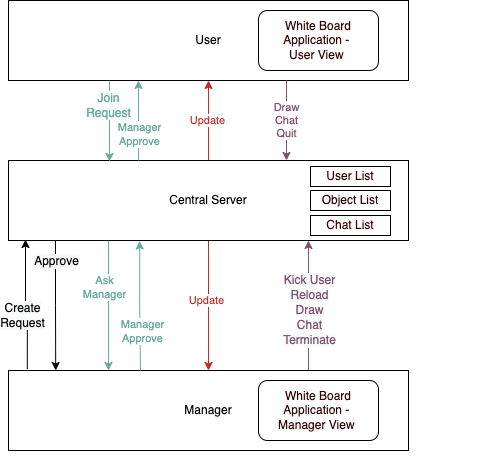 User
White Board
Application -
User View
Join
Request
Manager
Approve
Update
Draw
Chat
Quit
Central Server
User List
Object List
Chat List
Approve
Create
Request
Ask
Manager
Manager
Approve
Update
Kick User
Reload
Draw
Chat
Terminate
Manager
White Board
Application -
Manager View